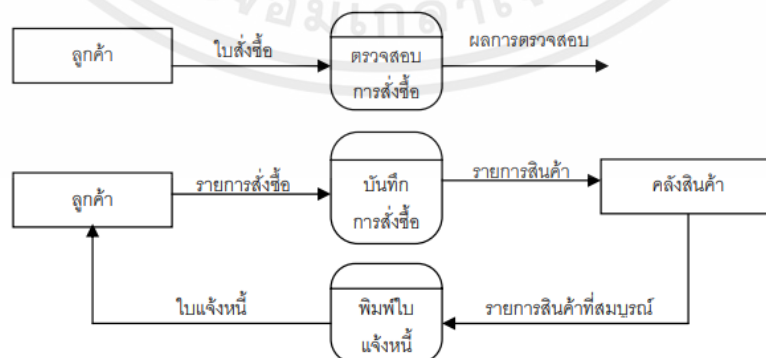 ลูกค้า
ใบสั่งซื้อ
ตรวจสอบ
การสั่งซื้อ
ผลการตรวจสอบ
ลูกค้า
รายการสั่งซื้อ
บันทึก
การสั่งซื้อ
รายการสินค้า
คลังสินค้า
ใบแจ้งหนี้
พิมพ์ใบ
แจ้งหนี้
รายการสินค้าที่สมบูรณ์